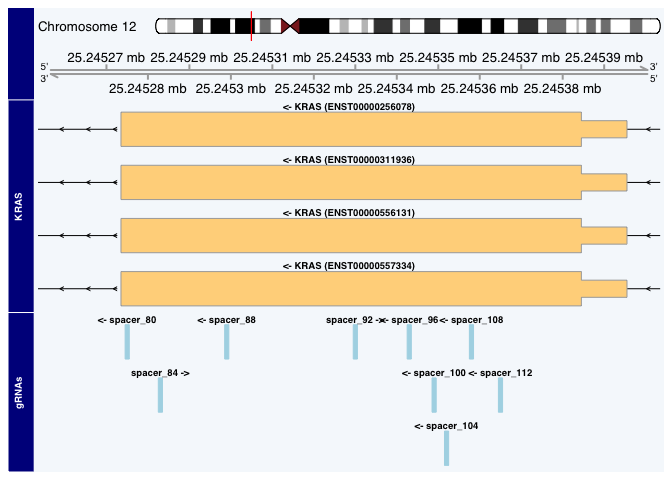 Chromosome 12
25.24527 mb 25.24529 mb 25.24531 mb 25.24533 mb 25.24535 mb 25.24537 mb 25.24539 mb
5' 3'
3' 5'
25.24528 mb 25.2453 mb 25.24532 mb 25.24534 mb 25.24536 mb 25.24538 mb
KRAS
<- KRAS (ENST00000256078)
<- KRAS (ENST00000311936)
<- KRAS (ENST00000556131)
<- KRAS (ENST00000557334)
gRNAs
<- spacer_80 <- spacer_88 spacer_92 -> <- spacer_96 <- spacer_108
spacer_84 -> <- spacer_100 <- spacer_112
<- spacer_104